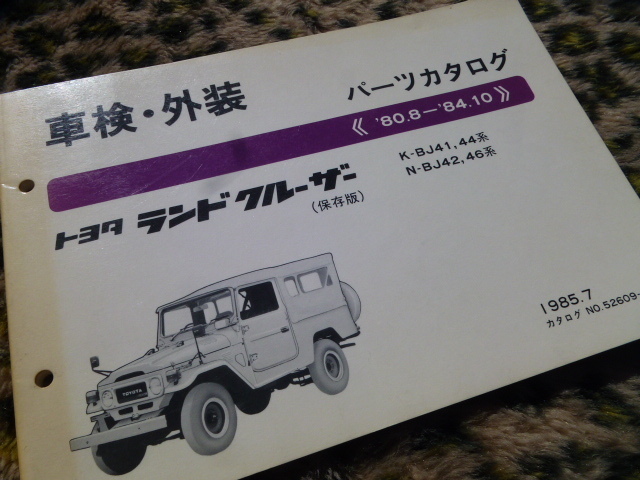 車検・外装
パーツカタログ
《 '80.8－'84.10》
K-BJ41,44系
N-BJ42,46系
トヨタ ランドクルーザー
(保存版)
TOYOTA
1985.7
カタログ NO.52609-